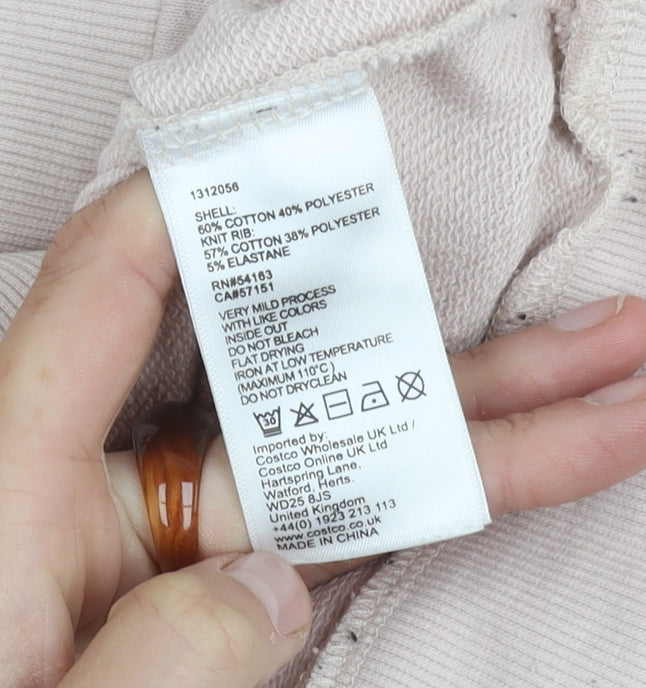 1312056
SHELL:
60% COTTON 40% POLYESTER
KNIT RIB:
57% COTTON 38% POLYESTER
5% ELASTANE
RN#54163
CA#57151
VERY MILD PROCESS
WITH LIKE COLORS
INSIDE OUT
DO NOT BLEACH
FLAT DRYING
IRON AT LOW TEMPERATURE
(MAXIMUM 110°C)
DO NOT DRYCLEAN
30
Imported by:
Costco Wholesale UK Ltd /
Costco Online UK Ltd
Hartspring Lane,
Watford, Herts.
WD25 8JS
United Kingdom
+44(0) 1923 213 113
www.costco.co.uk
MADE IN CHINA